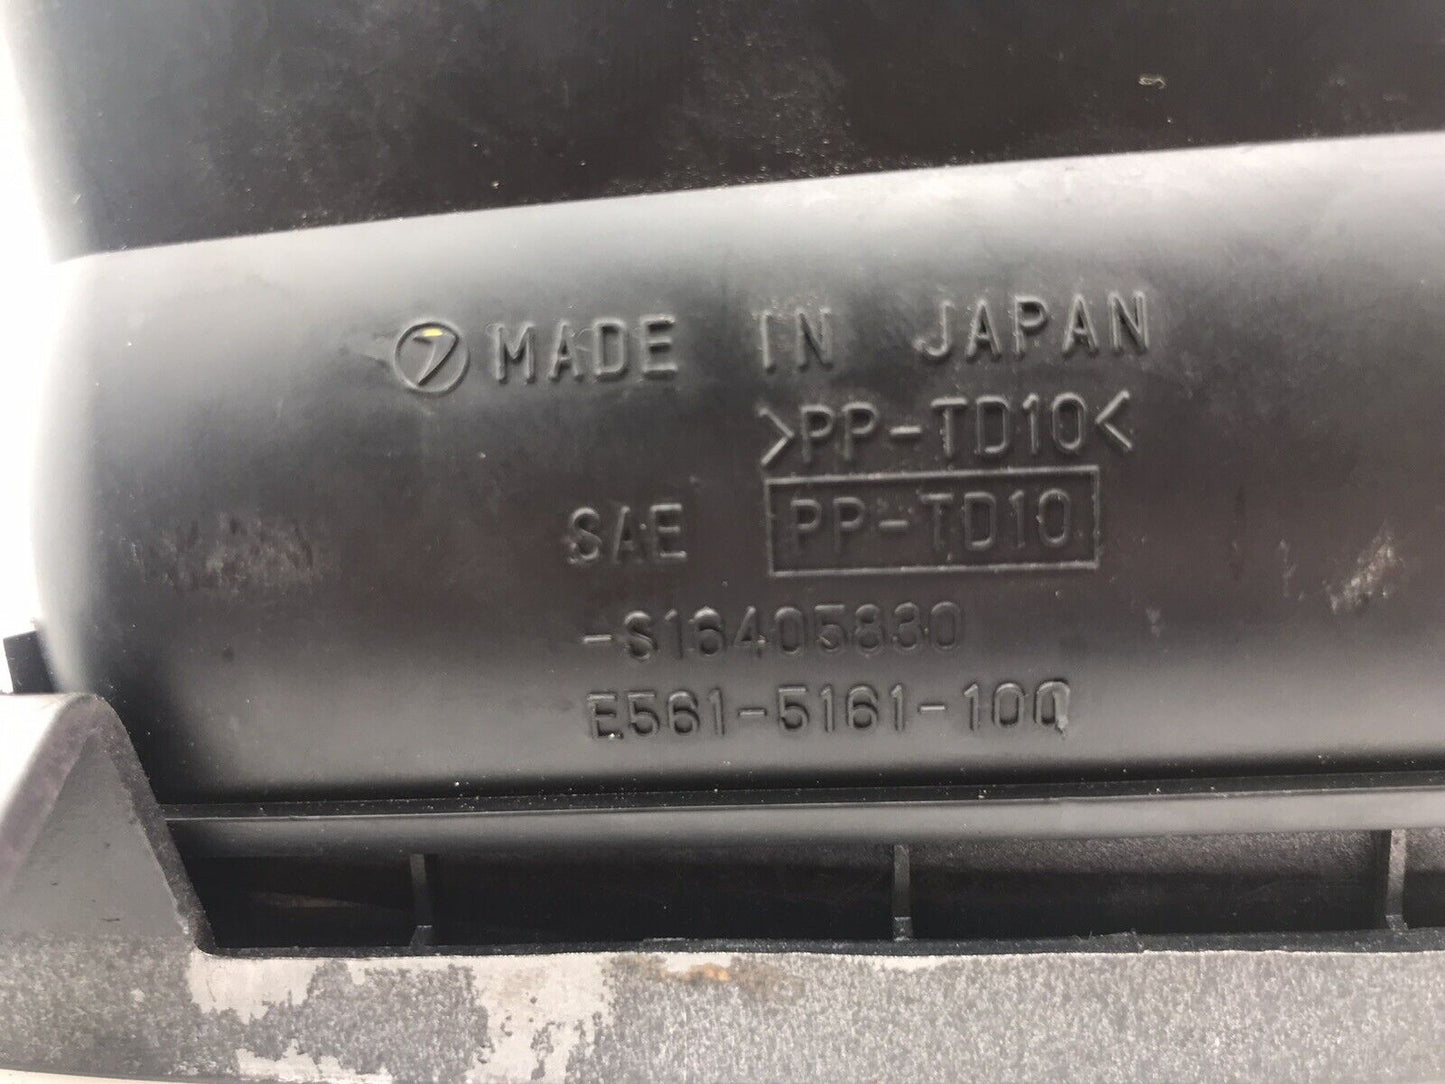 MADE IN JAPAN
>PP-TD10<
SAE PP-TD10
-S16405830
E561-5161-100